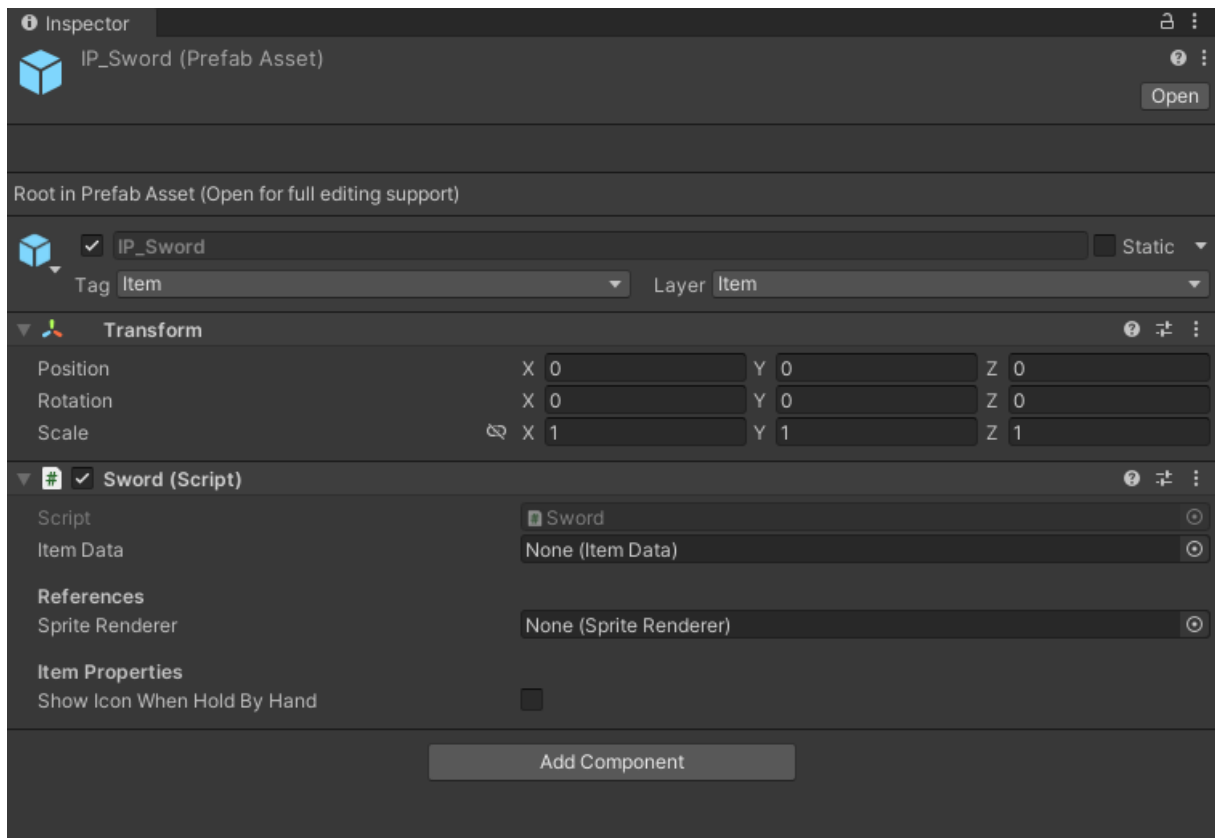 Inspector
IP_Sword (Prefab Asset)
Open
Root in Prefab Asset (Open for full editing support)
IP_Sword Static
Tag Item Layer Item
Transform
Position X 0 Y 0 Z 0
Rotation X 0 Y 0 Z 0
Scale X 1 Y 1 Z 1
# Sword (Script)
Script # Sword
Item Data None (Item Data)
References
Sprite Renderer None (Sprite Renderer)
Item Properties
Show Icon When Hold By Hand
Add Component